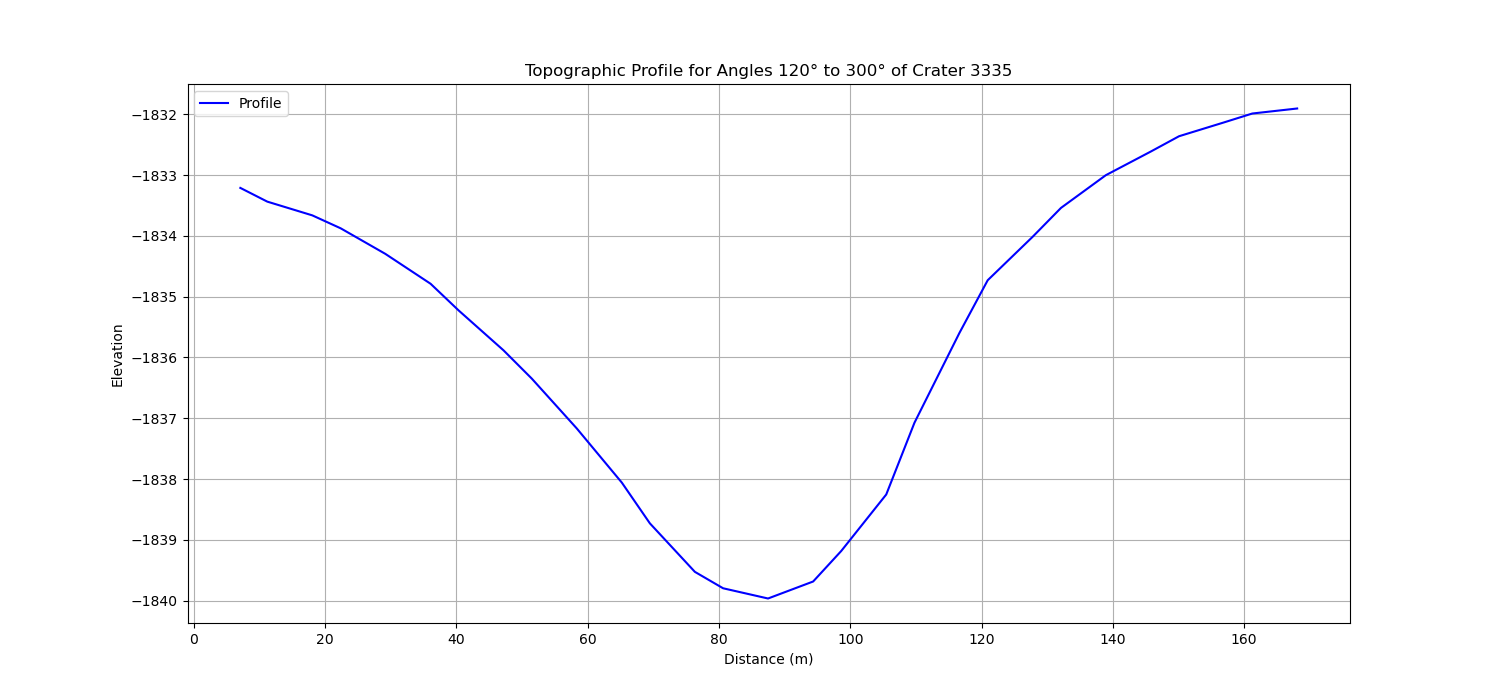 Topographic Profile for Angles 120° to 300° of Crater 3335
Profile
−1832
−1833
−1834
−1835
−1836
−1837
−1838
−1839
−1840
Elevation
0 20 40 60 80 100 120 140 160
Distance (m)